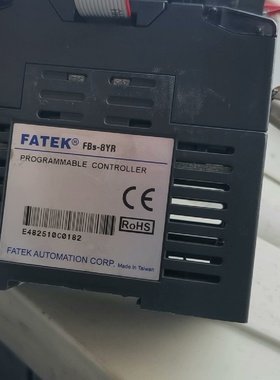 FATEK® FBs-8YR
PROGRAMMABLE CONTROLLER
CE
RoHS
E482510C0182
FATEK AUTOMATION CORP. Made in Taiwan